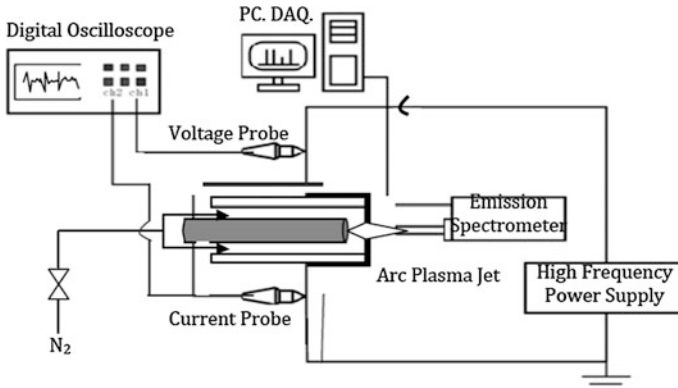 PC. DAQ.
Digital Oscilloscope
ch2 ch1
Voltage Probe
Emission
Spectrometer
Arc Plasma Jet
High Frequency
Power Supply
Current Probe
N₂